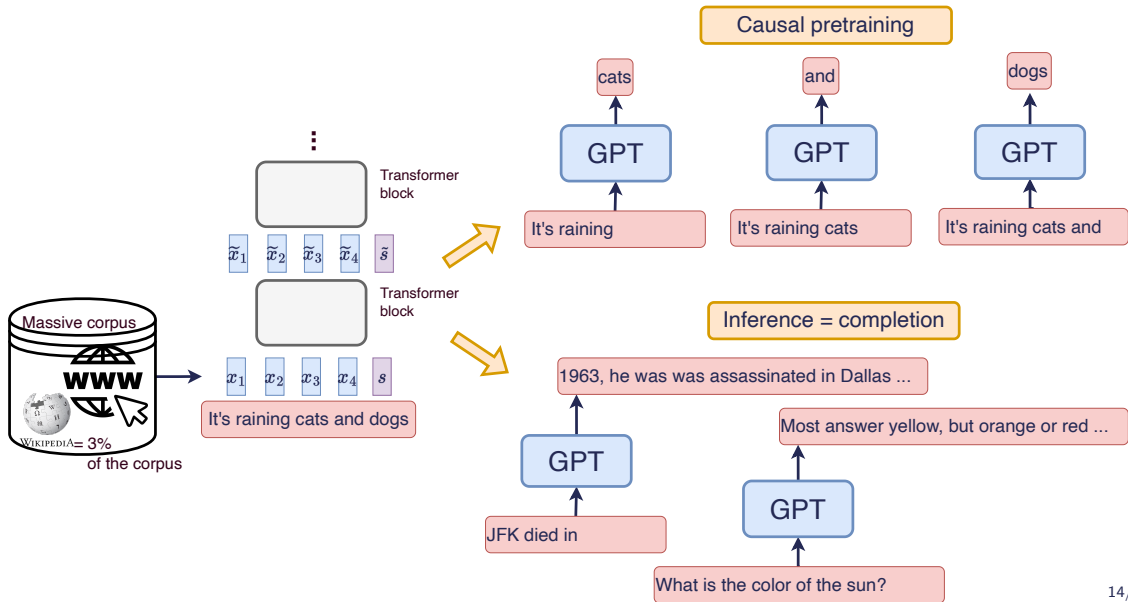 Causal pretraining
cats
and
dogs
GPT
GPT
GPT
It's raining
It's raining cats
It's raining cats and
⋮
Transformer
block
x̃₁ x̃₂ x̃₃ x̃₄ s̃
Transformer
block
x₁ x₂ x₃ x₄ s
It's raining cats and dogs
Massive corpus
www
WIKIPEDIA = 3%
of the corpus
Inference = completion
1963, he was was assassinated in Dallas ...
GPT
JFK died in
Most answer yellow, but orange or red ...
GPT
What is the color of the sun?
14/